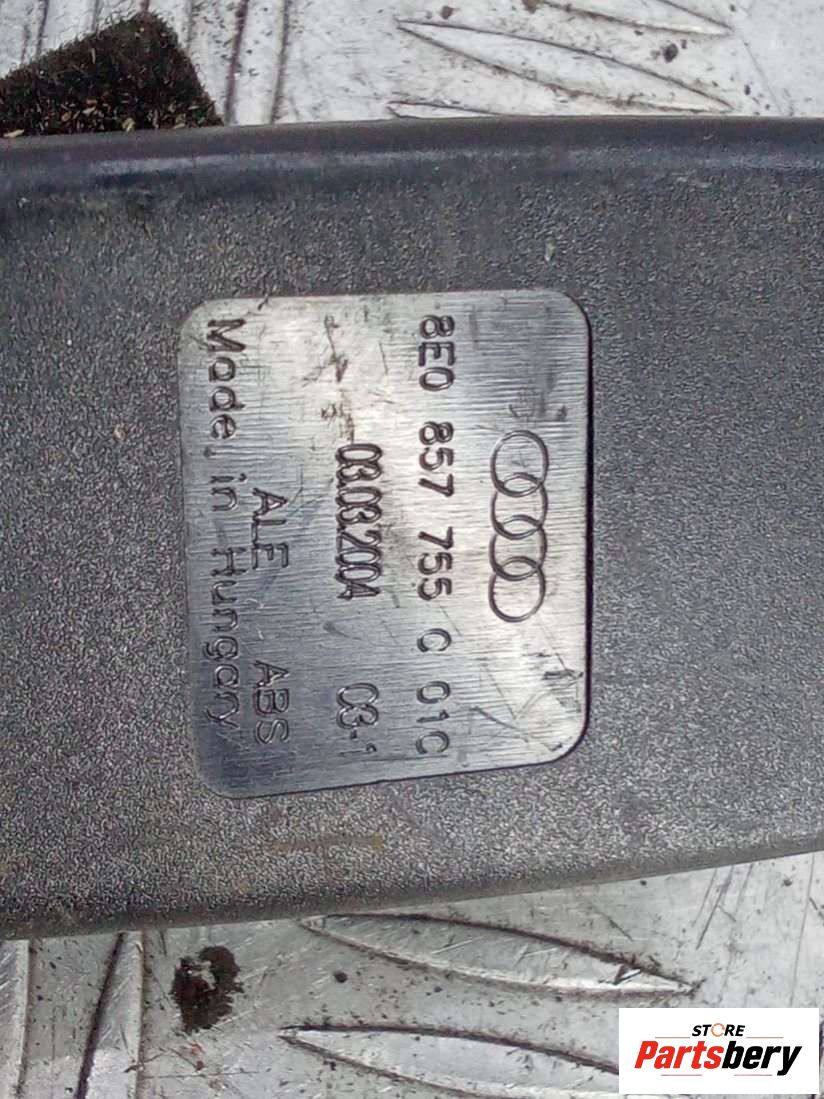 8E0 857 755 C 01C
03.03.2004 03-1
ALE ABS
Made in Hungary
STORE
Partsbery